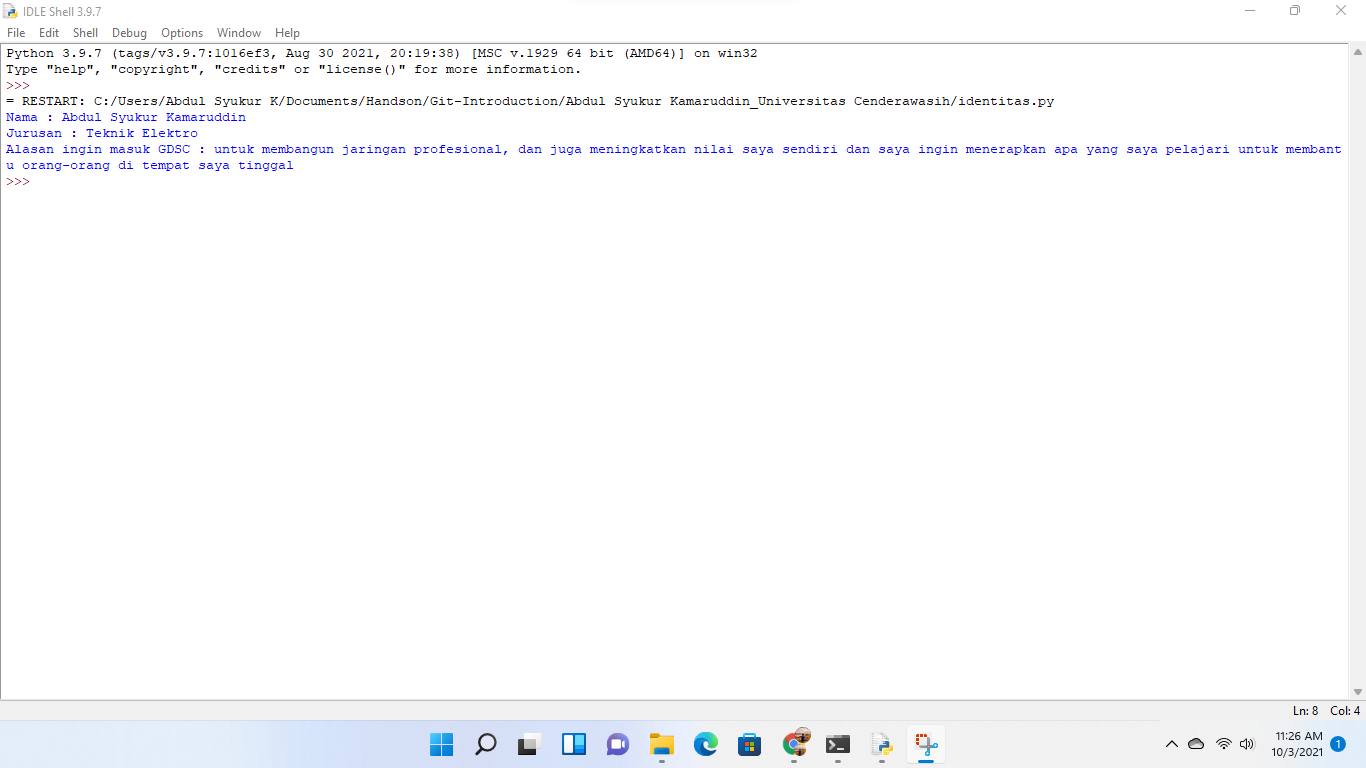 IDLE Shell 3.9.7
File Edit Shell Debug Options Window Help
Python 3.9.7 (tags/v3.9.7:1016ef3, Aug 30 2021, 20:19:38) [MSC v.1929 64 bit (AMD64)] on win32
Type "help", "copyright", "credits" or "license()" for more information.
>>>
= RESTART: C:/Users/Abdul Syukur K/Documents/Handson/Git-Introduction/Abdul Syukur Kamaruddin_Universitas Cenderawasih/identitas.py
Nama : Abdul Syukur Kamaruddin
Jurusan : Teknik Elektro
Alasan ingin masuk GDSC : untuk membangun jaringan profesional, dan juga meningkatkan nilai saya sendiri dan saya ingin menerapkan apa yang saya pelajari untuk membant
u orang-orang di tempat saya tinggal
>>>
Ln: 8 Col: 4
11:26 AM
10/3/2021
1